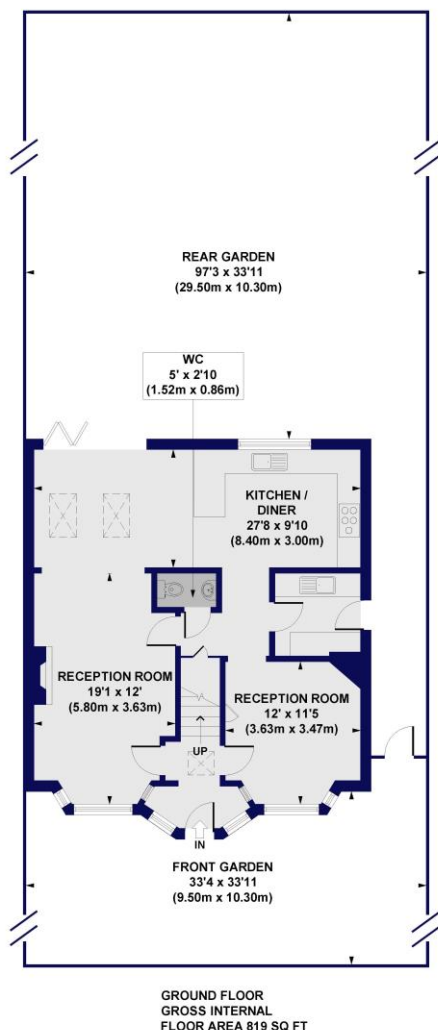 REAR GARDEN
97'3 x 33'11
(29.50m x 10.30m)
WC
5' x 2'10
(1.52m x 0.86m)
KITCHEN /
DINER
27'8 x 9'10
(8.40m x 3.00m)
RECEPTION ROOM
19'1 x 12'
(5.80m x 3.63m)
RECEPTION ROOM
12' x 11'5
(3.63m x 3.47m)
UP
IN
FRONT GARDEN
33'4 x 33'11
(9.50m x 10.30m)
GROUND FLOOR
GROSS INTERNAL
FLOOR AREA 819 SQ FT